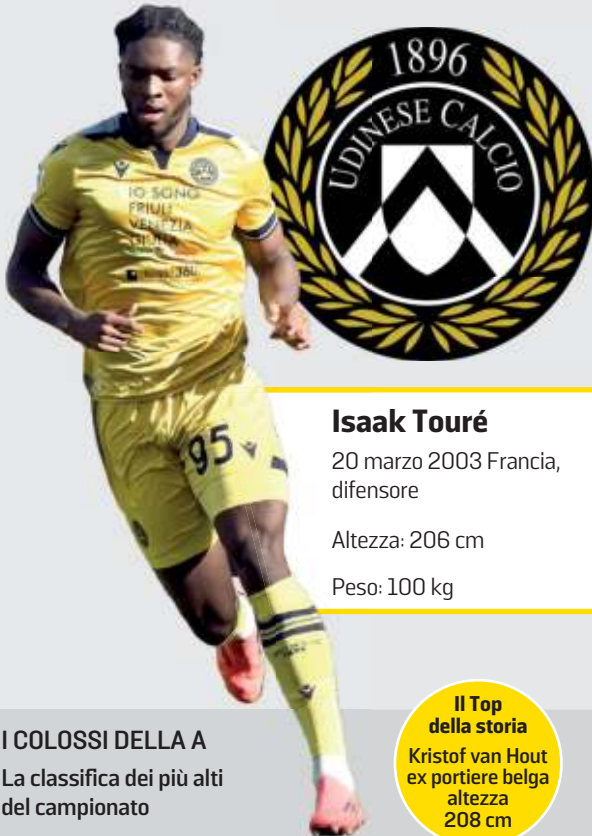 1896
UDINESE CALCIO
IO SONO
FRIULI
VENEZIA
GIULIA
95
Isaak Touré
20 marzo 2003 Francia,
difensore
Altezza: 206 cm
Peso: 100 kg
I COLOSSI DELLA A
La classifica dei più alti
del campionato
Il Top
della storia
Kristof van Hout
ex portiere belga
altezza
208 cm